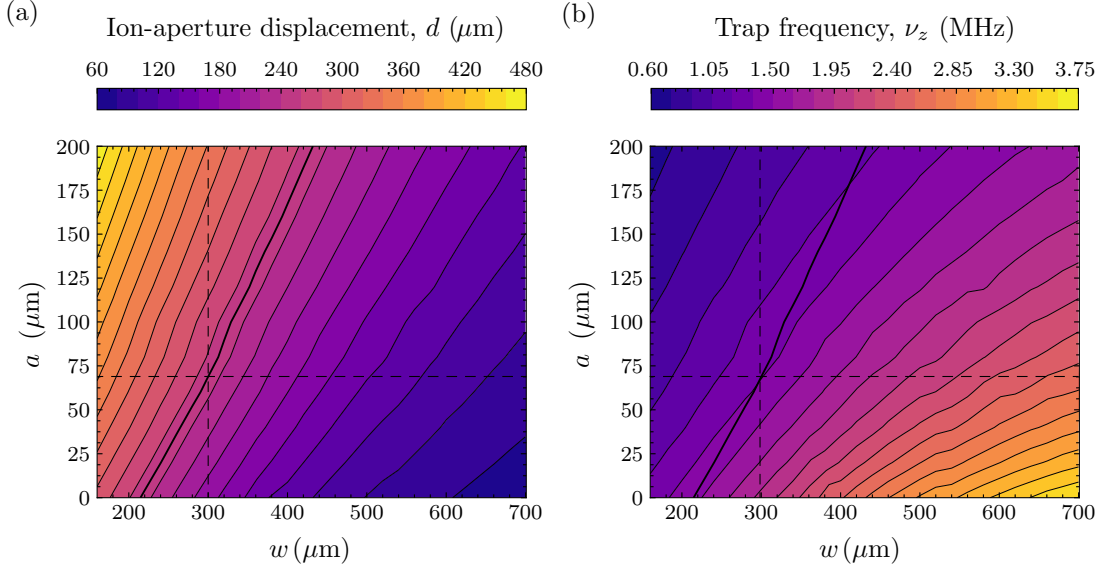 (a)
Ion-aperture displacement, d (μm)
60 120 180 240 300 360 420 480
200
175
150
125
100
75
50
25
0
a (μm)
200 300 400 500 600 700
w (μm)
(b)
Trap frequency, ν_z (MHz)
0.60 1.05 1.50 1.95 2.40 2.85 3.30 3.75
200
175
150
125
100
75
50
25
0
a (μm)
200 300 400 500 600 700
w (μm)